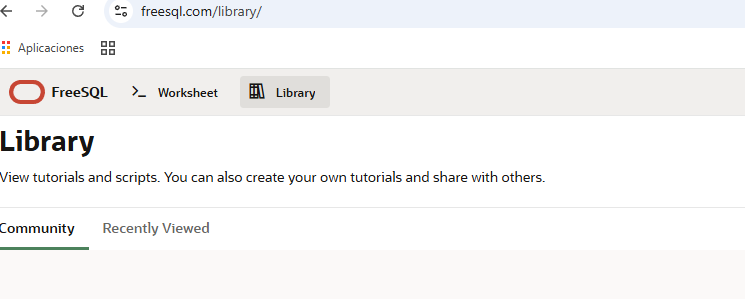 freesql.com/library/
Aplicaciones
FreeSQL Worksheet Library
Library
View tutorials and scripts. You can also create your own tutorials and share with others.
Community Recently Viewed